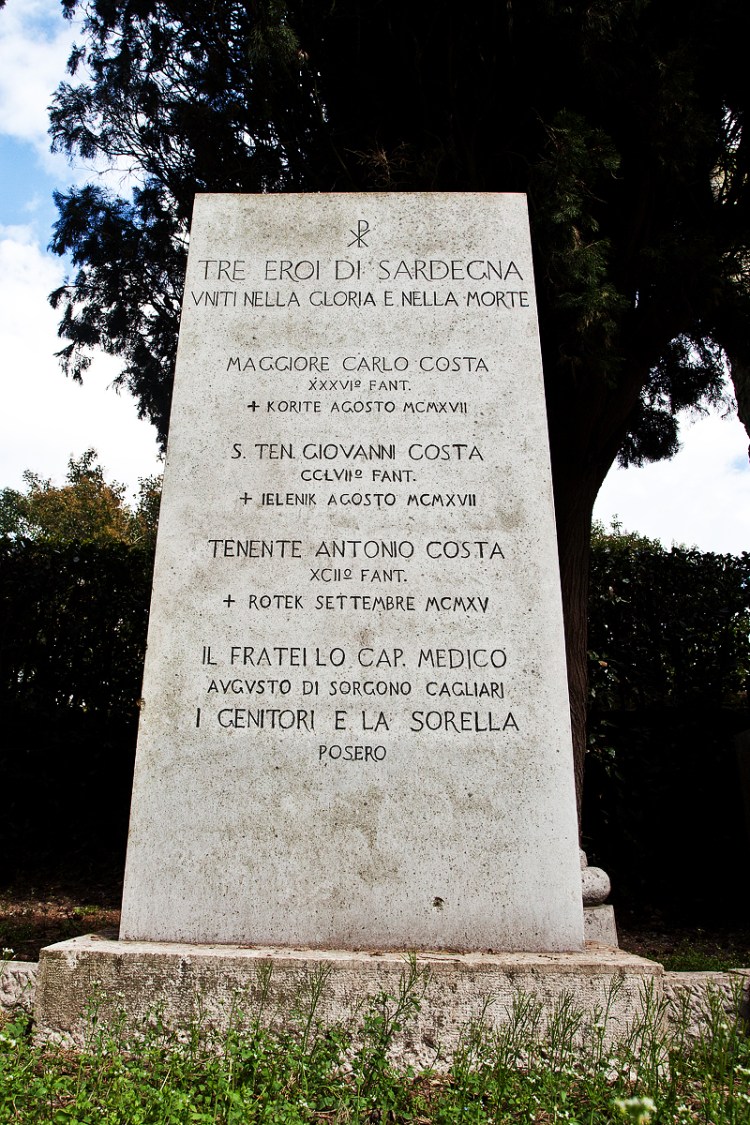 TRE EROI DI SARDEGNA
VNITI NELLA GLORIA E NELLA MORTE
MAGGIORE CARLO COSTA
XXXVIº FANT.
+ KORITE AGOSTO MCMXVII
S. TEN. GIOVANNI COSTA
CCLVIIº FANT.
+ IELENIK AGOSTO MCMXVII
TENENTE ANTONIO COSTA
XCIIº FANT.
+ ROTEK SETTEMBRE MCMXV
IL FRATELLO CAP. MEDICO
AVGVSTO DI SORGONO CAGLIARI
I GENITORI E LA SORELLA
POSERO